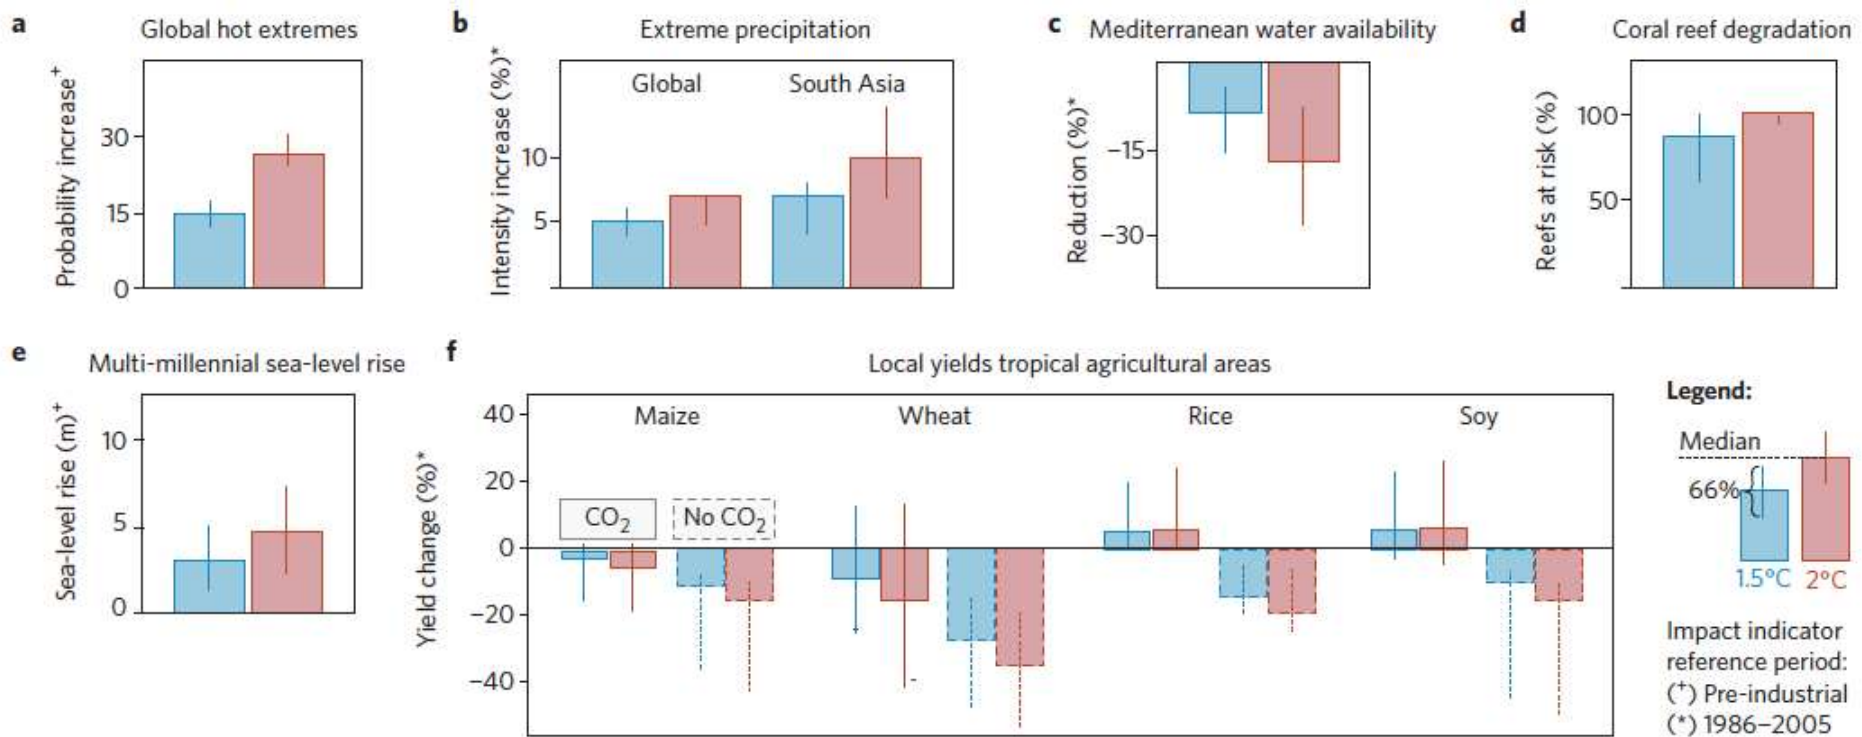 a Global hot extremes
Probability increase+
30
15
0
b Extreme precipitation
Intensity increase (%)*
Global South Asia
10
5
c Mediterranean water availability
Reduction (%)*
−15
−30
d Coral reef degradation
Reefs at risk (%)
100
50
e Multi-millennial sea-level rise
Sea-level rise (m)+
10
5
0
f Local yields tropical agricultural areas
Yield change (%)*
40
20
0
−20
−40
Maize Wheat Rice Soy
CO2 No CO2
Legend:
Median
66%
1.5°C 2°C
Impact indicator
reference period:
(+) Pre-industrial
(*) 1986–2005